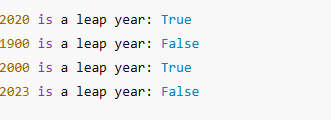 2020 is a leap year: True
1900 is a leap year: False
2000 is a leap year: True
2023 is a leap year: False